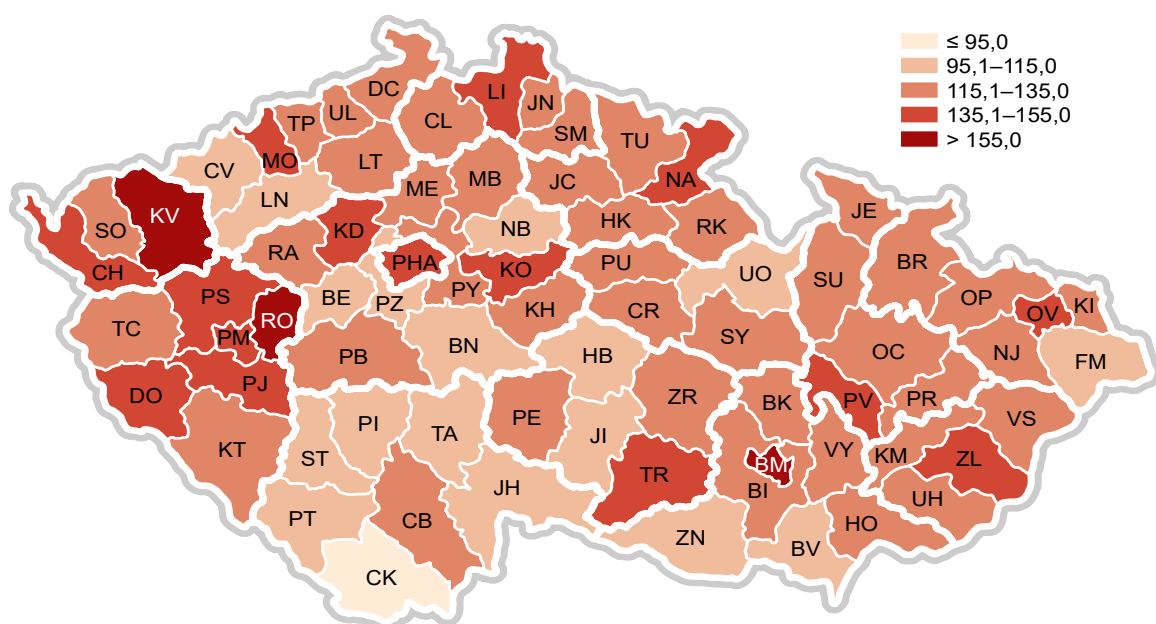 ≤ 95,0
95,1–115,0
115,1–135,0
135,1–155,0
> 155,0
DC
LI
JN
UL
TP
CL
SM
TU
MO
LT
CV
ME
MB
JC
NA
LN
KV
SO
KD
NB
HK
RK
JE
RA
CH
PHA
KO
PU
UO
SU
BR
PS
BE
PZ
PY
KH
CR
OP
OV
KI
TC
RO
PM
PB
BN
HB
SY
OC
NJ
FM
DO
PJ
PE
ZR
BK
PV
PR
VS
KT
ST
PI
TA
JI
TR
BM
VY
KM
ZL
BI
JH
UH
PT
CB
ZN
BV
HO
CK